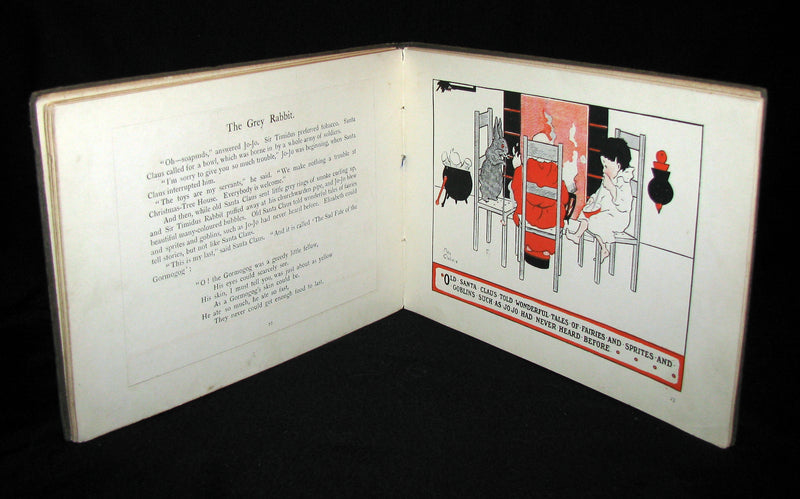 The Grey Rabbit.
"Oh—soapsuds," answered Jo-Jo. Sir Timidus preferred tobacco. Santa
Claus called for a bowl, which was borne in by a whole army of soldiers.
"I'm sorry to give you so much trouble," Jo-Jo was beginning, when Santa
Claus interrupted him.
"The toys are my servants," he said. "We make nothing a trouble at
Christmas-Tree House. Everybody is welcome."
And then, while old Santa Claus sent little grey rings of smoke curling up,
and Sir Timidus Rabbit puffed away at his churchwarden pipe, and Jo-Jo blew
beautiful many-coloured bubbles, Old Santa Claus told wonderful tales of fairies
and sprites and goblins, such as Jo-Jo had never heard before. Elizabeth could
tell stories, but not like Santa Claus.
"This is my last," said Santa Claus. "And it is called 'The Sad Fate of the
Gormogog':
"O! the Gormogog was a greedy little fellow,
His eyes could scarcely see.
His skin, I must tell you, was just about as yellow
As a Gormogog's skin could be.
He ate so much, he ate so fast,
They never could get enough food to last,
"OLD·SANTA CLAUS·TOLD WONDERFUL·TALES·OF FAIRIES·AND SPRITES·AND·
GOBLINS·SUCH·AS·JO·JO HAD·NEVER·HEARD·BEFORE